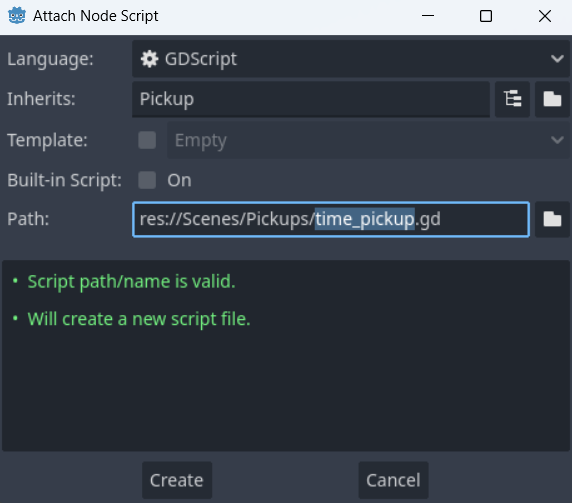 Attach Node Script
Language: GDScript
Inherits: Pickup
Template: Empty
Built-in Script: On
Path: res://Scenes/Pickups/time_pickup.gd
• Script path/name is valid.
• Will create a new script file.
Create Cancel